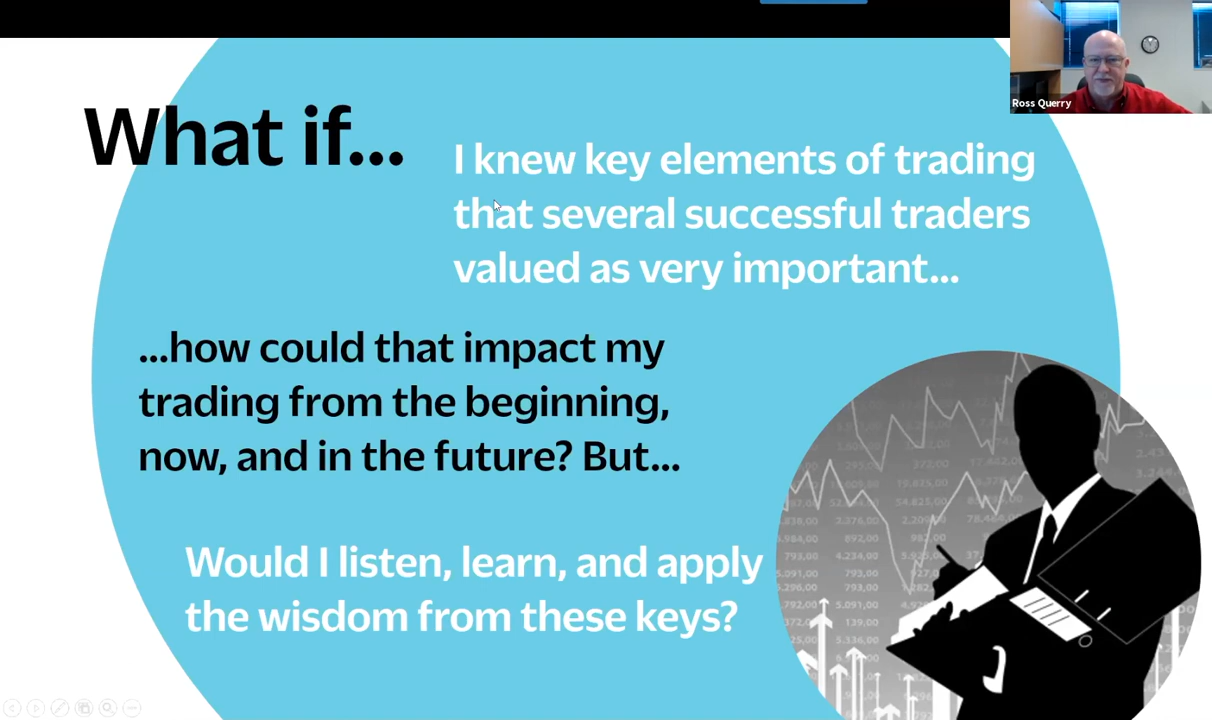 Ross Querry
What if...
I knew key elements of trading
that several successful traders
valued as very important...
...how could that impact my
trading from the beginning,
now, and in the future? But...
Would I listen, learn, and apply
the wisdom from these keys?